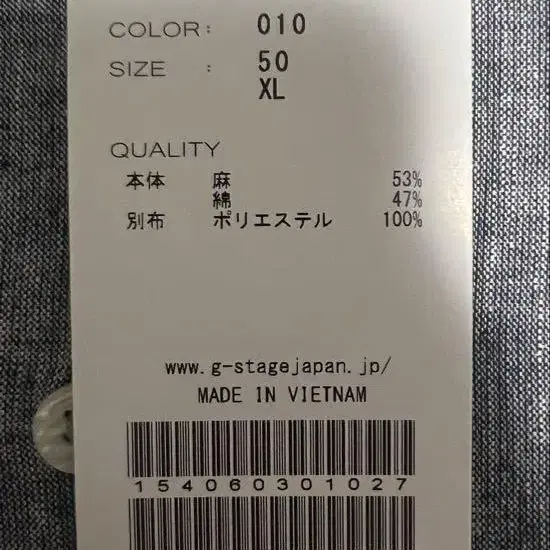 COLOR: 010
SIZE : 50
XL
QUALITY
本体 麻 53%
綿 47%
別布 ポリエステル 100%
www.g-stagejapan.jp/
MADE IN VIETNAM
154060301027